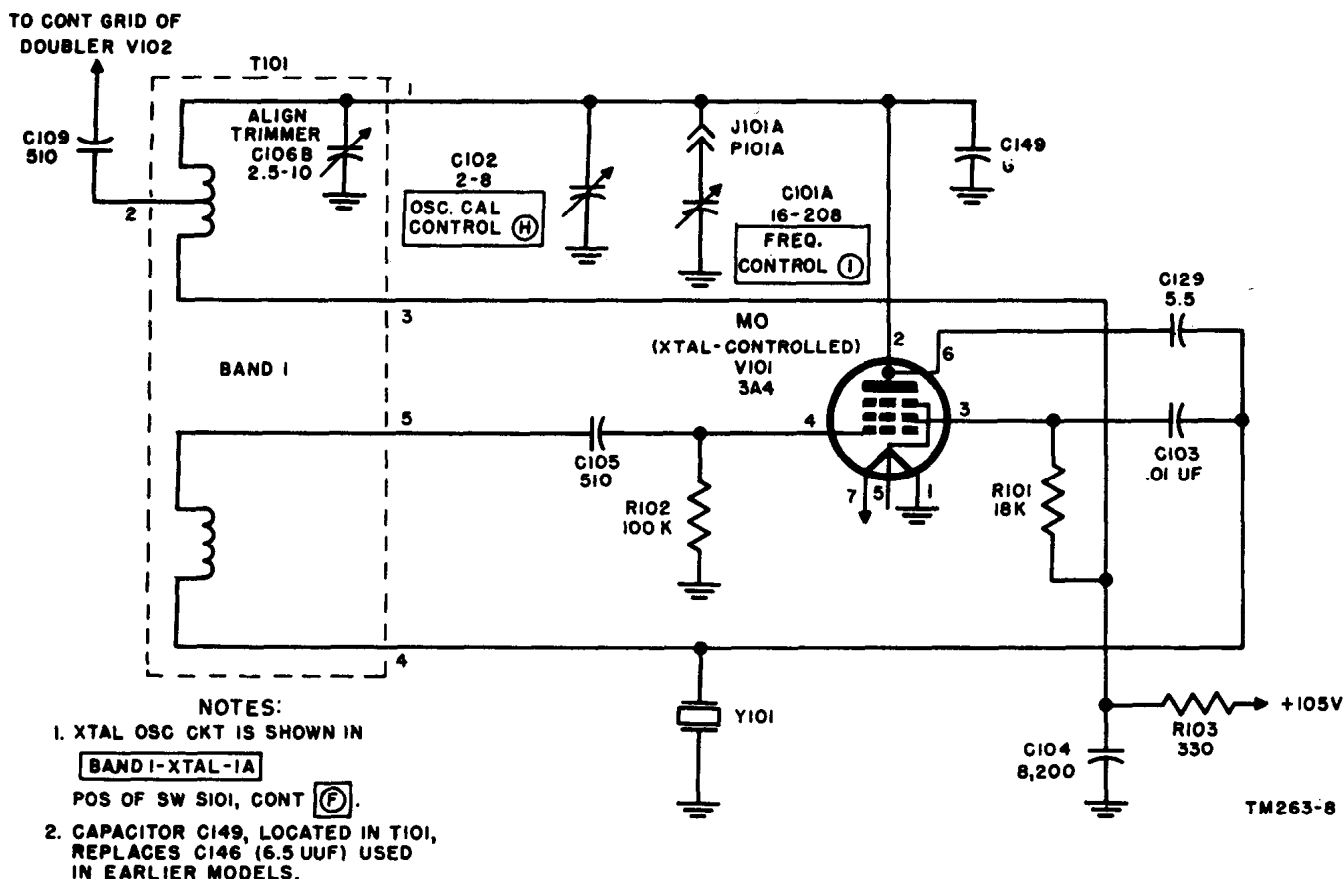 TO CONT GRID OF
DOUBLER V102
T101
1
ALIGN
TRIMMER
C106B
2.5-10
C109
510
2
C102
2-8
OSC. CAL
CONTROL H
J101A
P101A
C101A
16-208
FREQ.
CONTROL I
C149
3
MO
(XTAL-CONTROLLED)
V101
3A4
2
6
C129
5.5
BAND 1
5
C105
510
4
3
R102
100 K
7
5
1
R101
18K
C103
.01 UF
4
Y101
+105V
R103
330
C104
8,200
NOTES:
1. XTAL OSC CKT IS SHOWN IN
BAND 1-XTAL-1A
POS OF SW S101, CONT F.
2. CAPACITOR C149, LOCATED IN T101,
REPLACES C146 (6.5 UUF) USED
IN EARLIER MODELS.
TM263-8